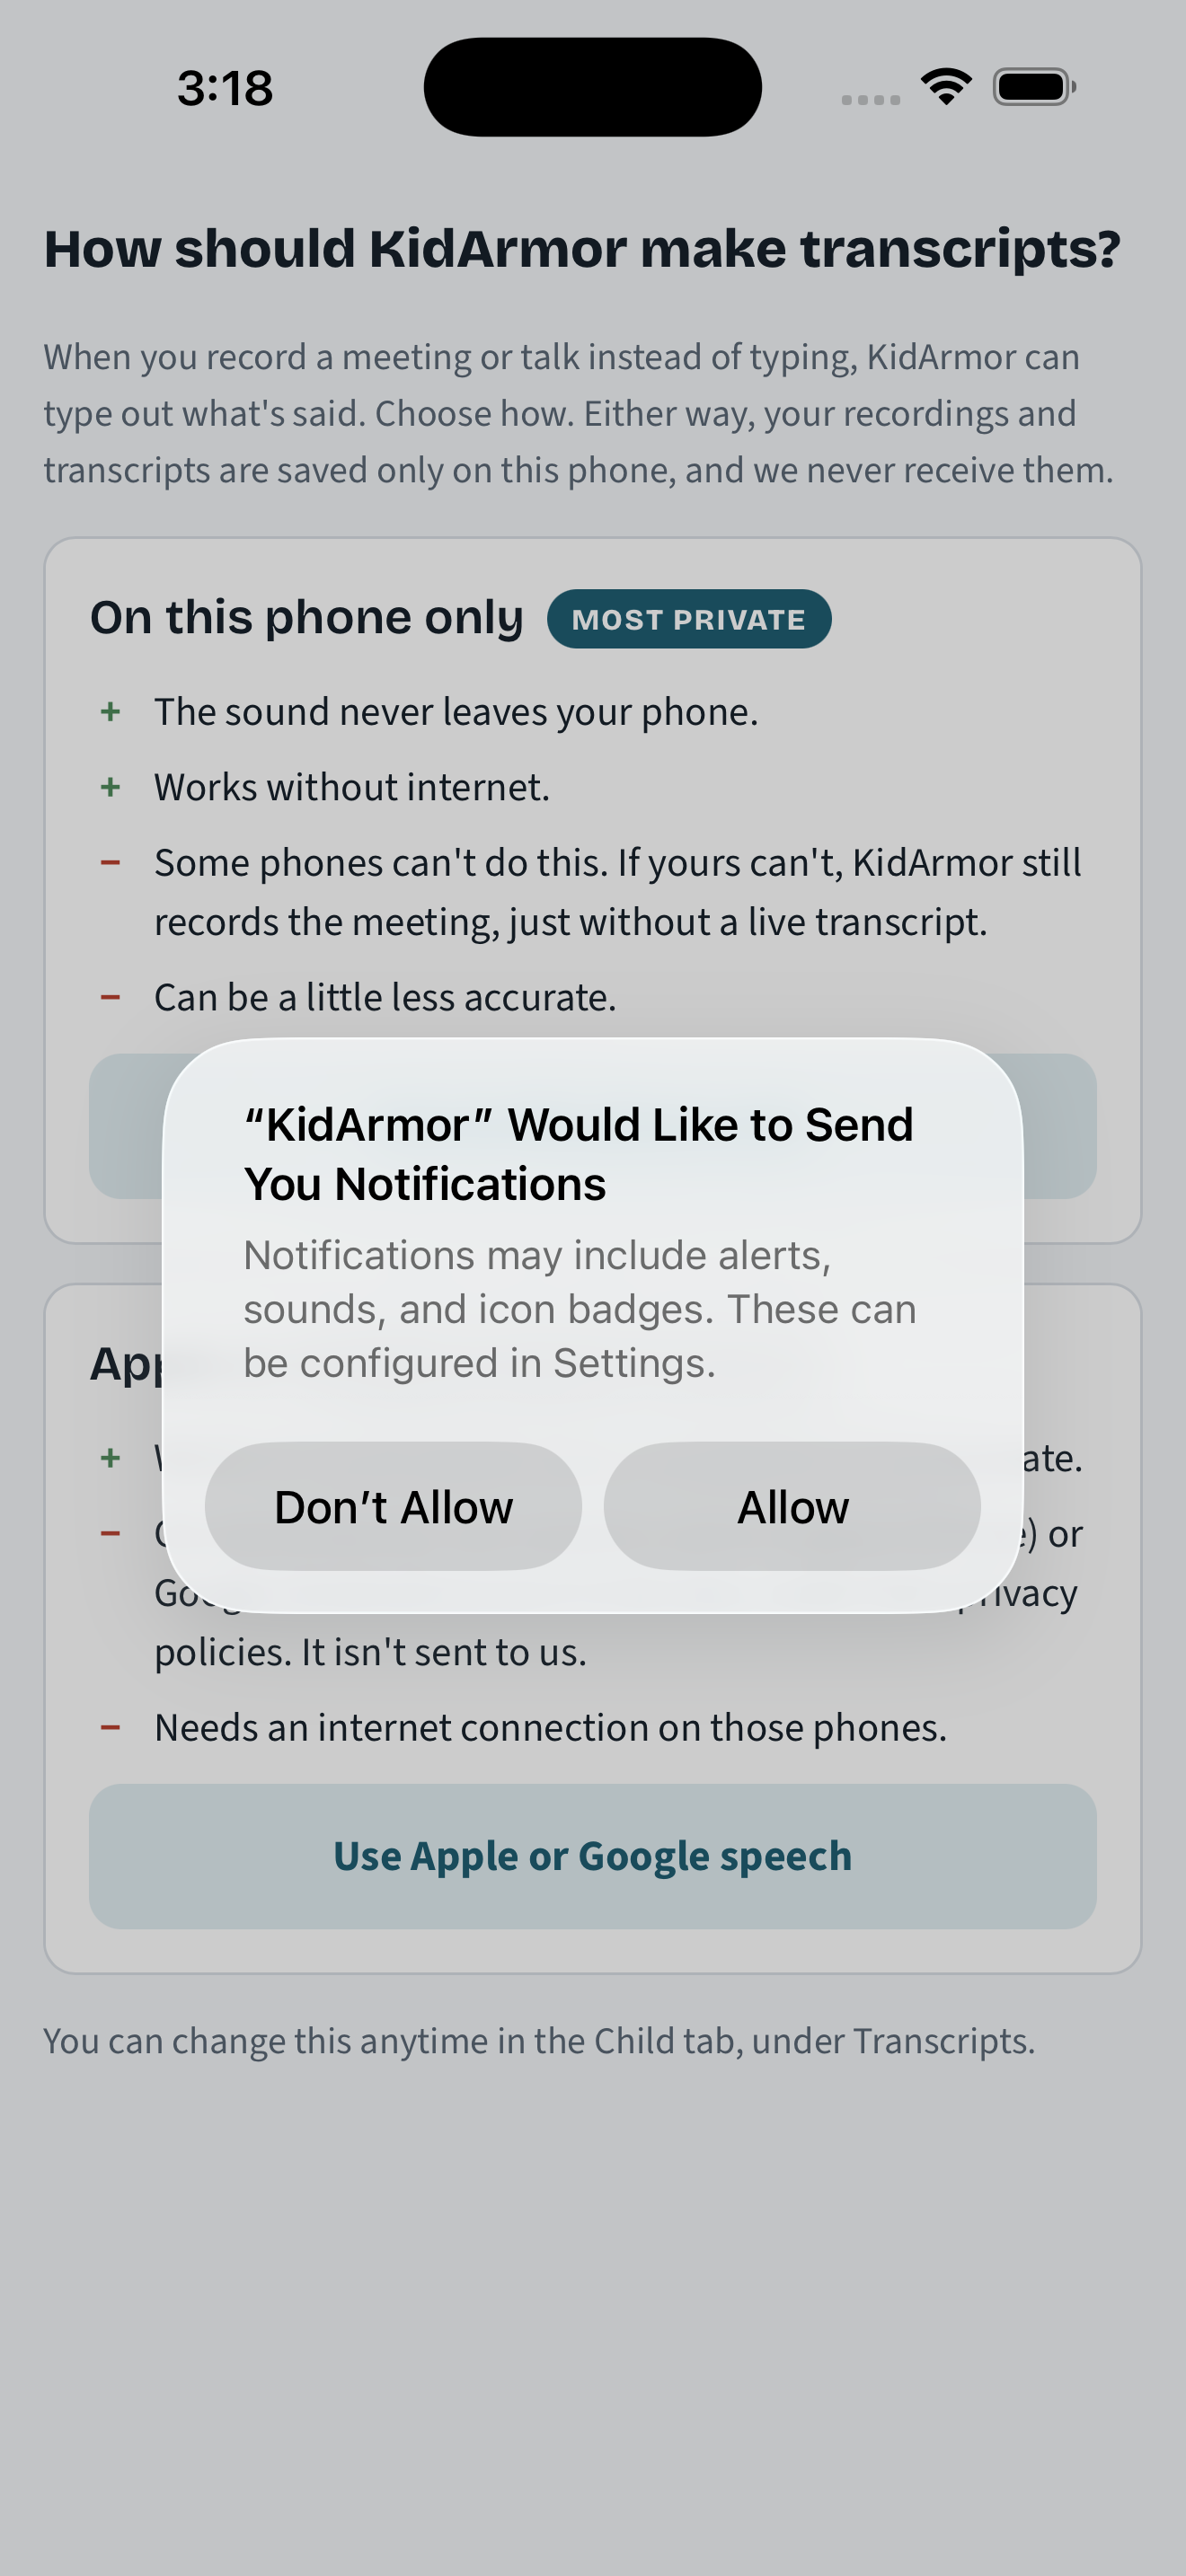 3:18
How should KidArmor make transcripts?
When you record a meeting or talk instead of typing, KidArmor can
type out what's said. Choose how. Either way, your recordings and
transcripts are saved only on this phone, and we never receive them.
On this phone only MOST PRIVATE
+ The sound never leaves your phone.
+ Works without internet.
− Some phones can't do this. If yours can't, KidArmor still
records the meeting, just without a live transcript.
− Can be a little less accurate.
“KidArmor” Would Like to Send
You Notifications
Notifications may include alerts,
sounds, and icon badges. These can
be configured in Settings.
Don’t Allow
Allow
+
− or
policies. It isn't sent to us.
− Needs an internet connection on those phones.
Use Apple or Google speech
You can change this anytime in the Child tab, under Transcripts.